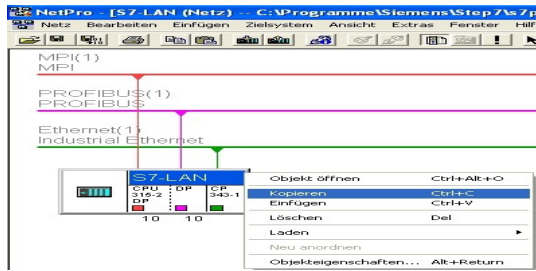 NetPro - [S7-LAN (Netz) -- C:\Programme\Siemens\Step7\s7p
Netz Bearbeiten Einfügen Zielsystem Ansicht Extras Fenster Hilf
MPI(1)
MPI
PROFIBUS(1)
PROFIBUS
Ethernet(1)
Industrial Ethernet
S7-LAN
CPU 315-2 DP
DP
CP 343-1
10 10
Objekt öffnen Ctrl+Alt+O
Kopieren Ctrl+C
Einfügen Ctrl+V
Löschen Del
Laden
Neu anordnen
Objekteigenschaften... Alt+Return